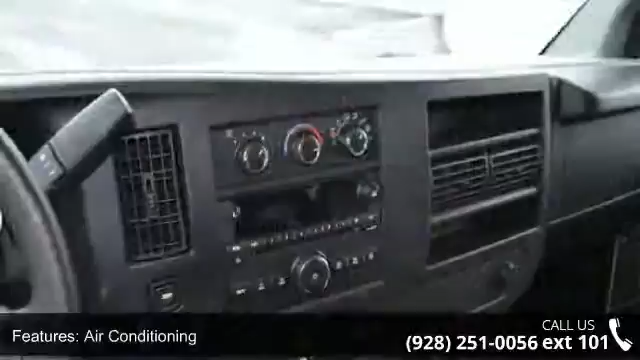 CALL US
Features: Air Conditioning
(928) 251-0056 ext 101